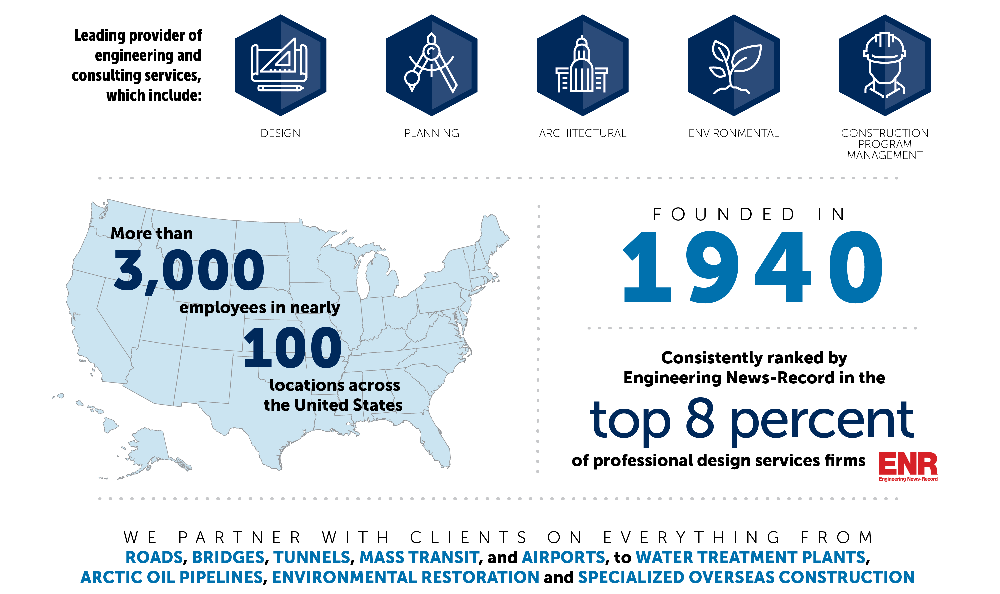 Leading provider of
engineering and
consulting services,
which include:
DESIGN
PLANNING
ARCHITECTURAL
ENVIRONMENTAL
CONSTRUCTION
PROGRAM
MANAGEMENT
More than
3,000
employees in nearly
100
locations across
the United States
FOUNDED IN
1940
Consistently ranked by
Engineering News-Record in the
top 8 percent
of professional design services firms
ENR
Engineering News-Record
WE PARTNER WITH CLIENTS ON EVERYTHING FROM
ROADS, BRIDGES, TUNNELS, MASS TRANSIT, and AIRPORTS, to WATER TREATMENT PLANTS,
ARCTIC OIL PIPELINES, ENVIRONMENTAL RESTORATION and SPECIALIZED OVERSEAS CONSTRUCTION